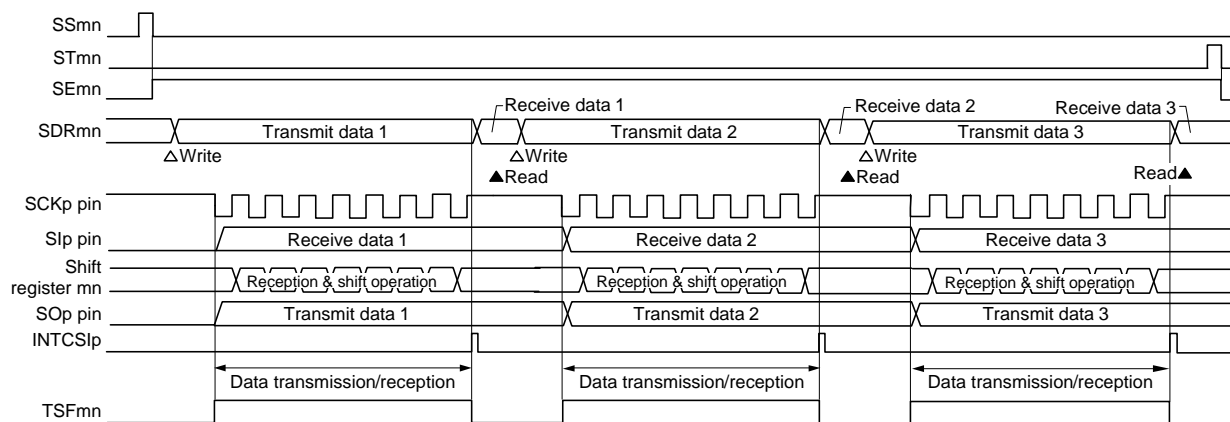 SSmn
STmn
SEmn
Receive data 1 Receive data 2 Receive data 3
SDRmn Transmit data 1 Transmit data 2 Transmit data 3
△Write △Write △Write
▲Read ▲Read Read▲
SCKp pin
SIp pin Receive data 1 Receive data 2 Receive data 3
Shift
register mn Reception & shift operation Reception & shift operation Reception & shift operation
SOp pin Transmit data 1 Transmit data 2 Transmit data 3
INTCSIp
Data transmission/reception Data transmission/reception Data transmission/reception
TSFmn